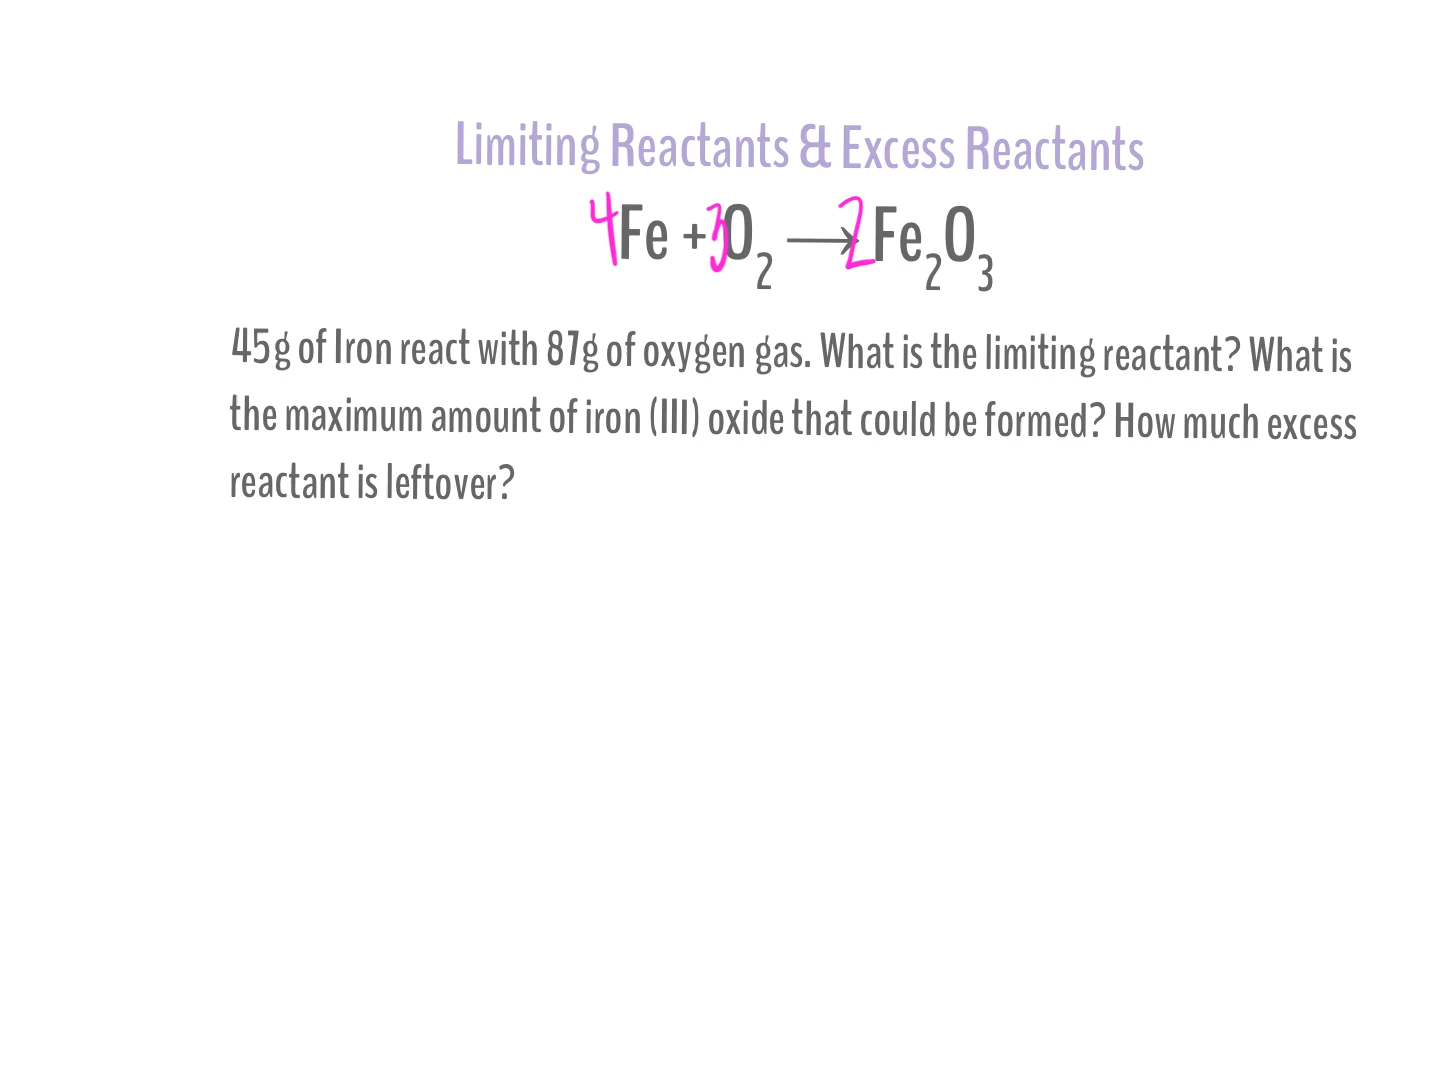 Limiting Reactants & Excess Reactants
4Fe + 3O₂ → 2Fe₂O₃
45g of Iron react with 87g of oxygen gas. What is the limiting reactant? What is
the maximum amount of iron (III) oxide that could be formed? How much excess
reactant is leftover?